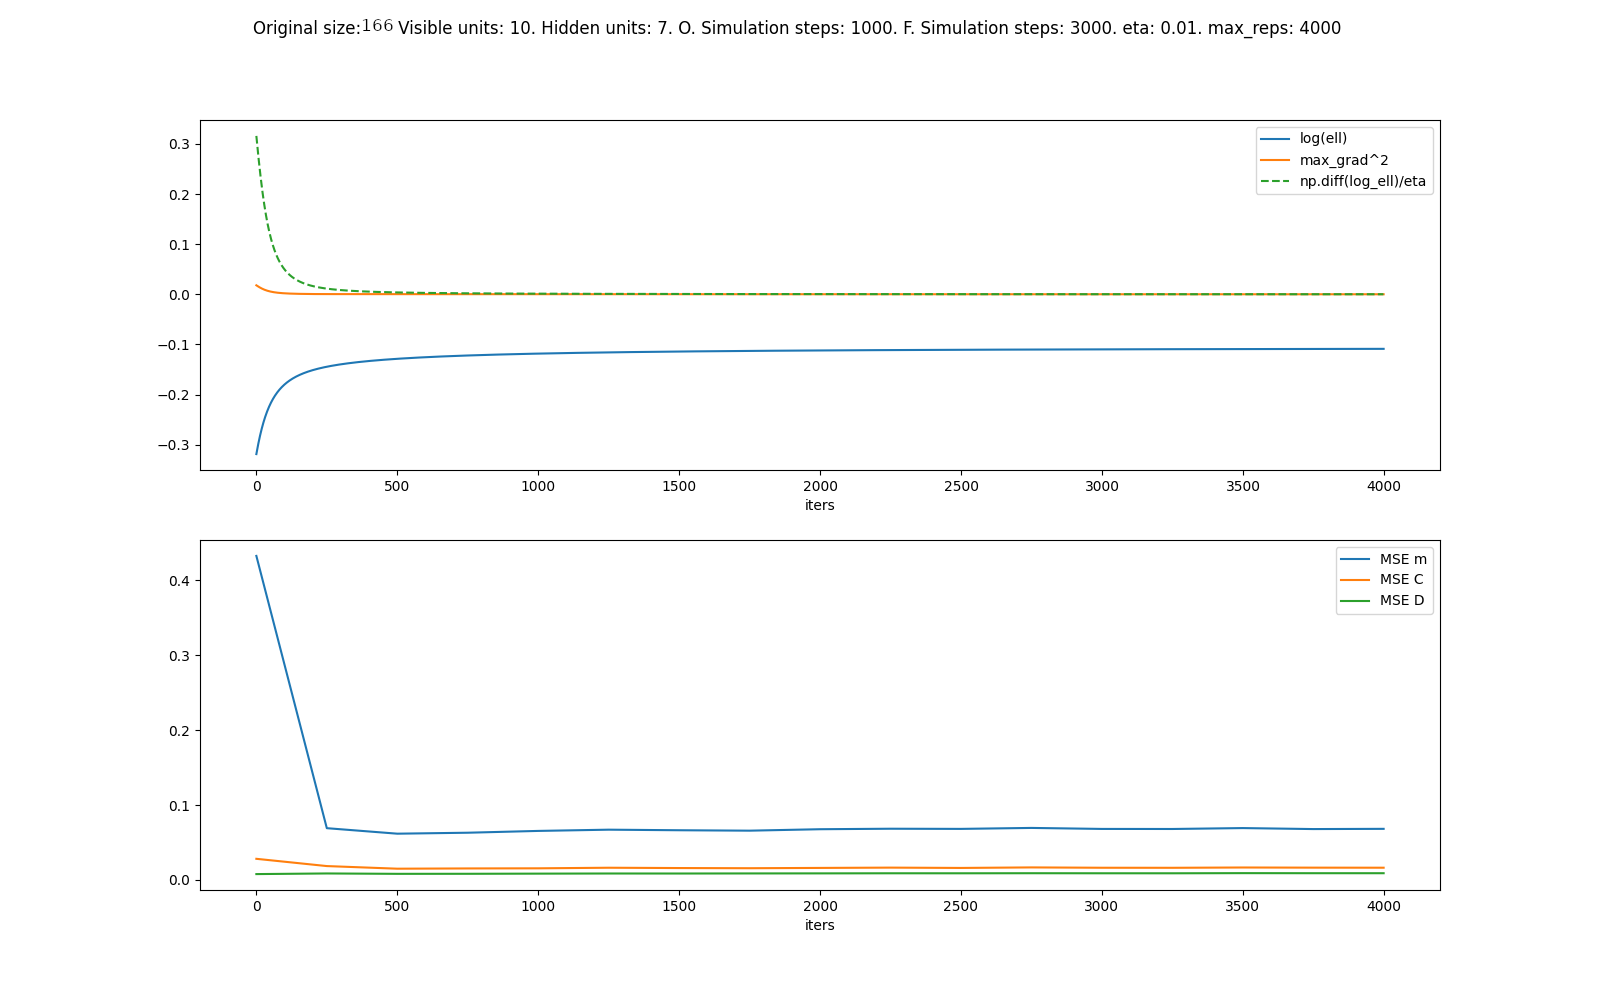 Original size:166 Visible units: 10. Hidden units: 7. O. Simulation steps: 1000. F. Simulation steps: 3000. eta: 0.01. max_reps: 4000
log(ell)
max_grad^2
np.diff(log_ell)/eta
0.3
0.2
0.1
0.0
−0.1
−0.2
−0.3
0 500 1000 1500 2000 2500 3000 3500 4000
iters
MSE m
MSE C
MSE D
0.4
0.3
0.2
0.1
0.0
0 500 1000 1500 2000 2500 3000 3500 4000
iters